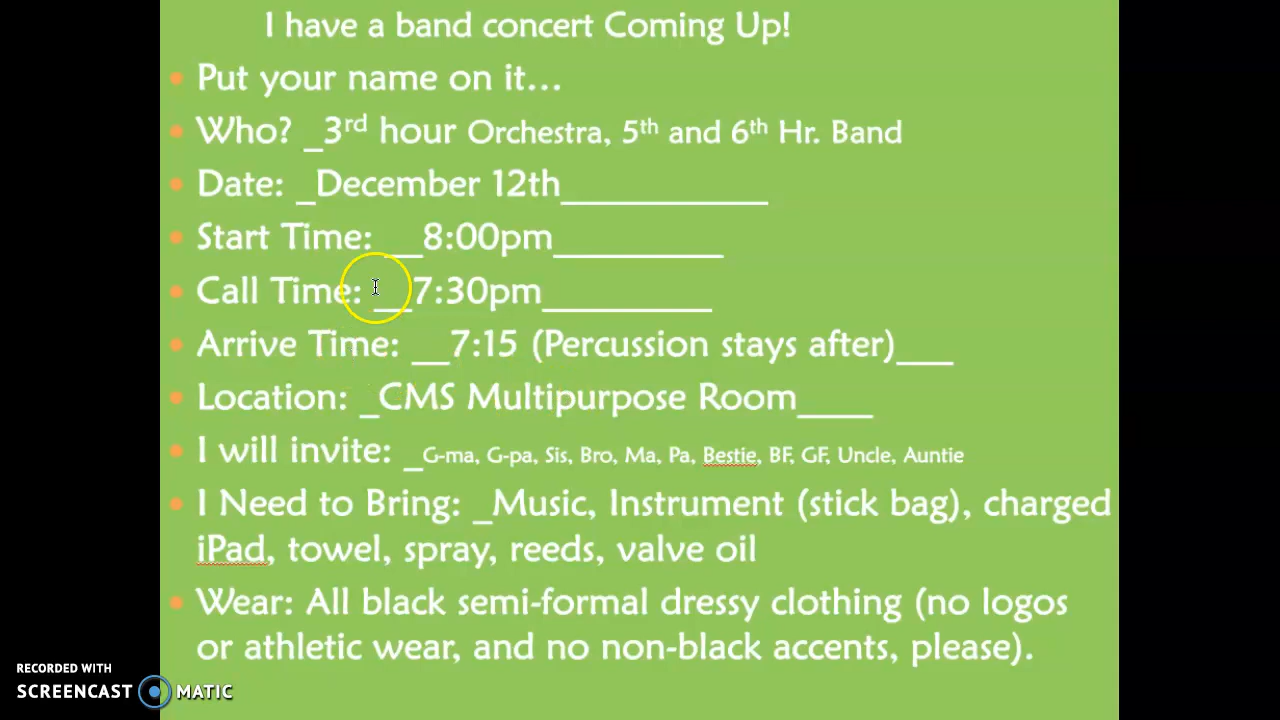 I have a band concert Coming Up!
• Put your name on it...
• Who? _3rd hour Orchestra, 5th and 6th Hr. Band
• Date: _December 12th___________
• Start Time: __8:00pm_________
• Call Time: __7:30pm_________
• Arrive Time: __7:15 (Percussion stays after)___
• Location: _CMS Multipurpose Room____
• I will invite: _G-ma, G-pa, Sis, Bro, Ma, Pa, Bestie, BF, GF, Uncle, Auntie
• I Need to Bring: _Music, Instrument (stick bag), charged
iPad, towel, spray, reeds, valve oil
• Wear: All black semi-formal dressy clothing (no logos
or athletic wear, and no non-black accents, please).
RECORDED WITH
SCREENCAST MATIC